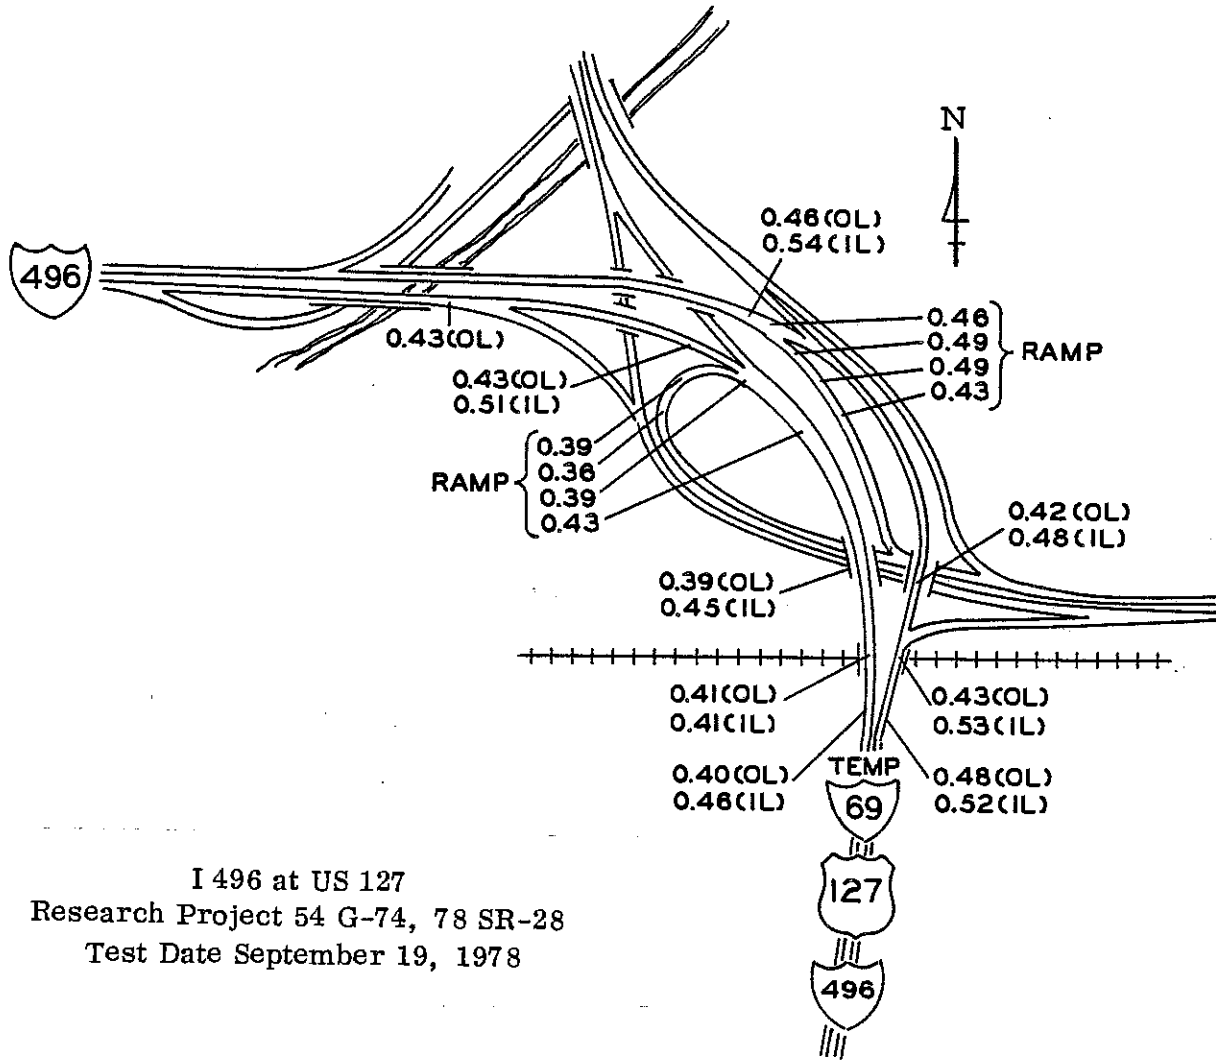 N
0.46(OL)
0.54(IL)
496
0.43(OL)
0.46
0.49
0.49
0.43
RAMP
0.43(OL)
0.51(IL)
RAMP
0.39
0.36
0.39
0.43
0.42(OL)
0.48(IL)
0.39(OL)
0.45(IL)
0.41(OL)
0.41(IL)
0.43(OL)
0.53(IL)
0.40(OL)
0.46(IL)
TEMP
69
0.48(OL)
0.52(IL)
127
496
I 496 at US 127
Research Project 54 G-74, 78 SR-28
Test Date September 19, 1978